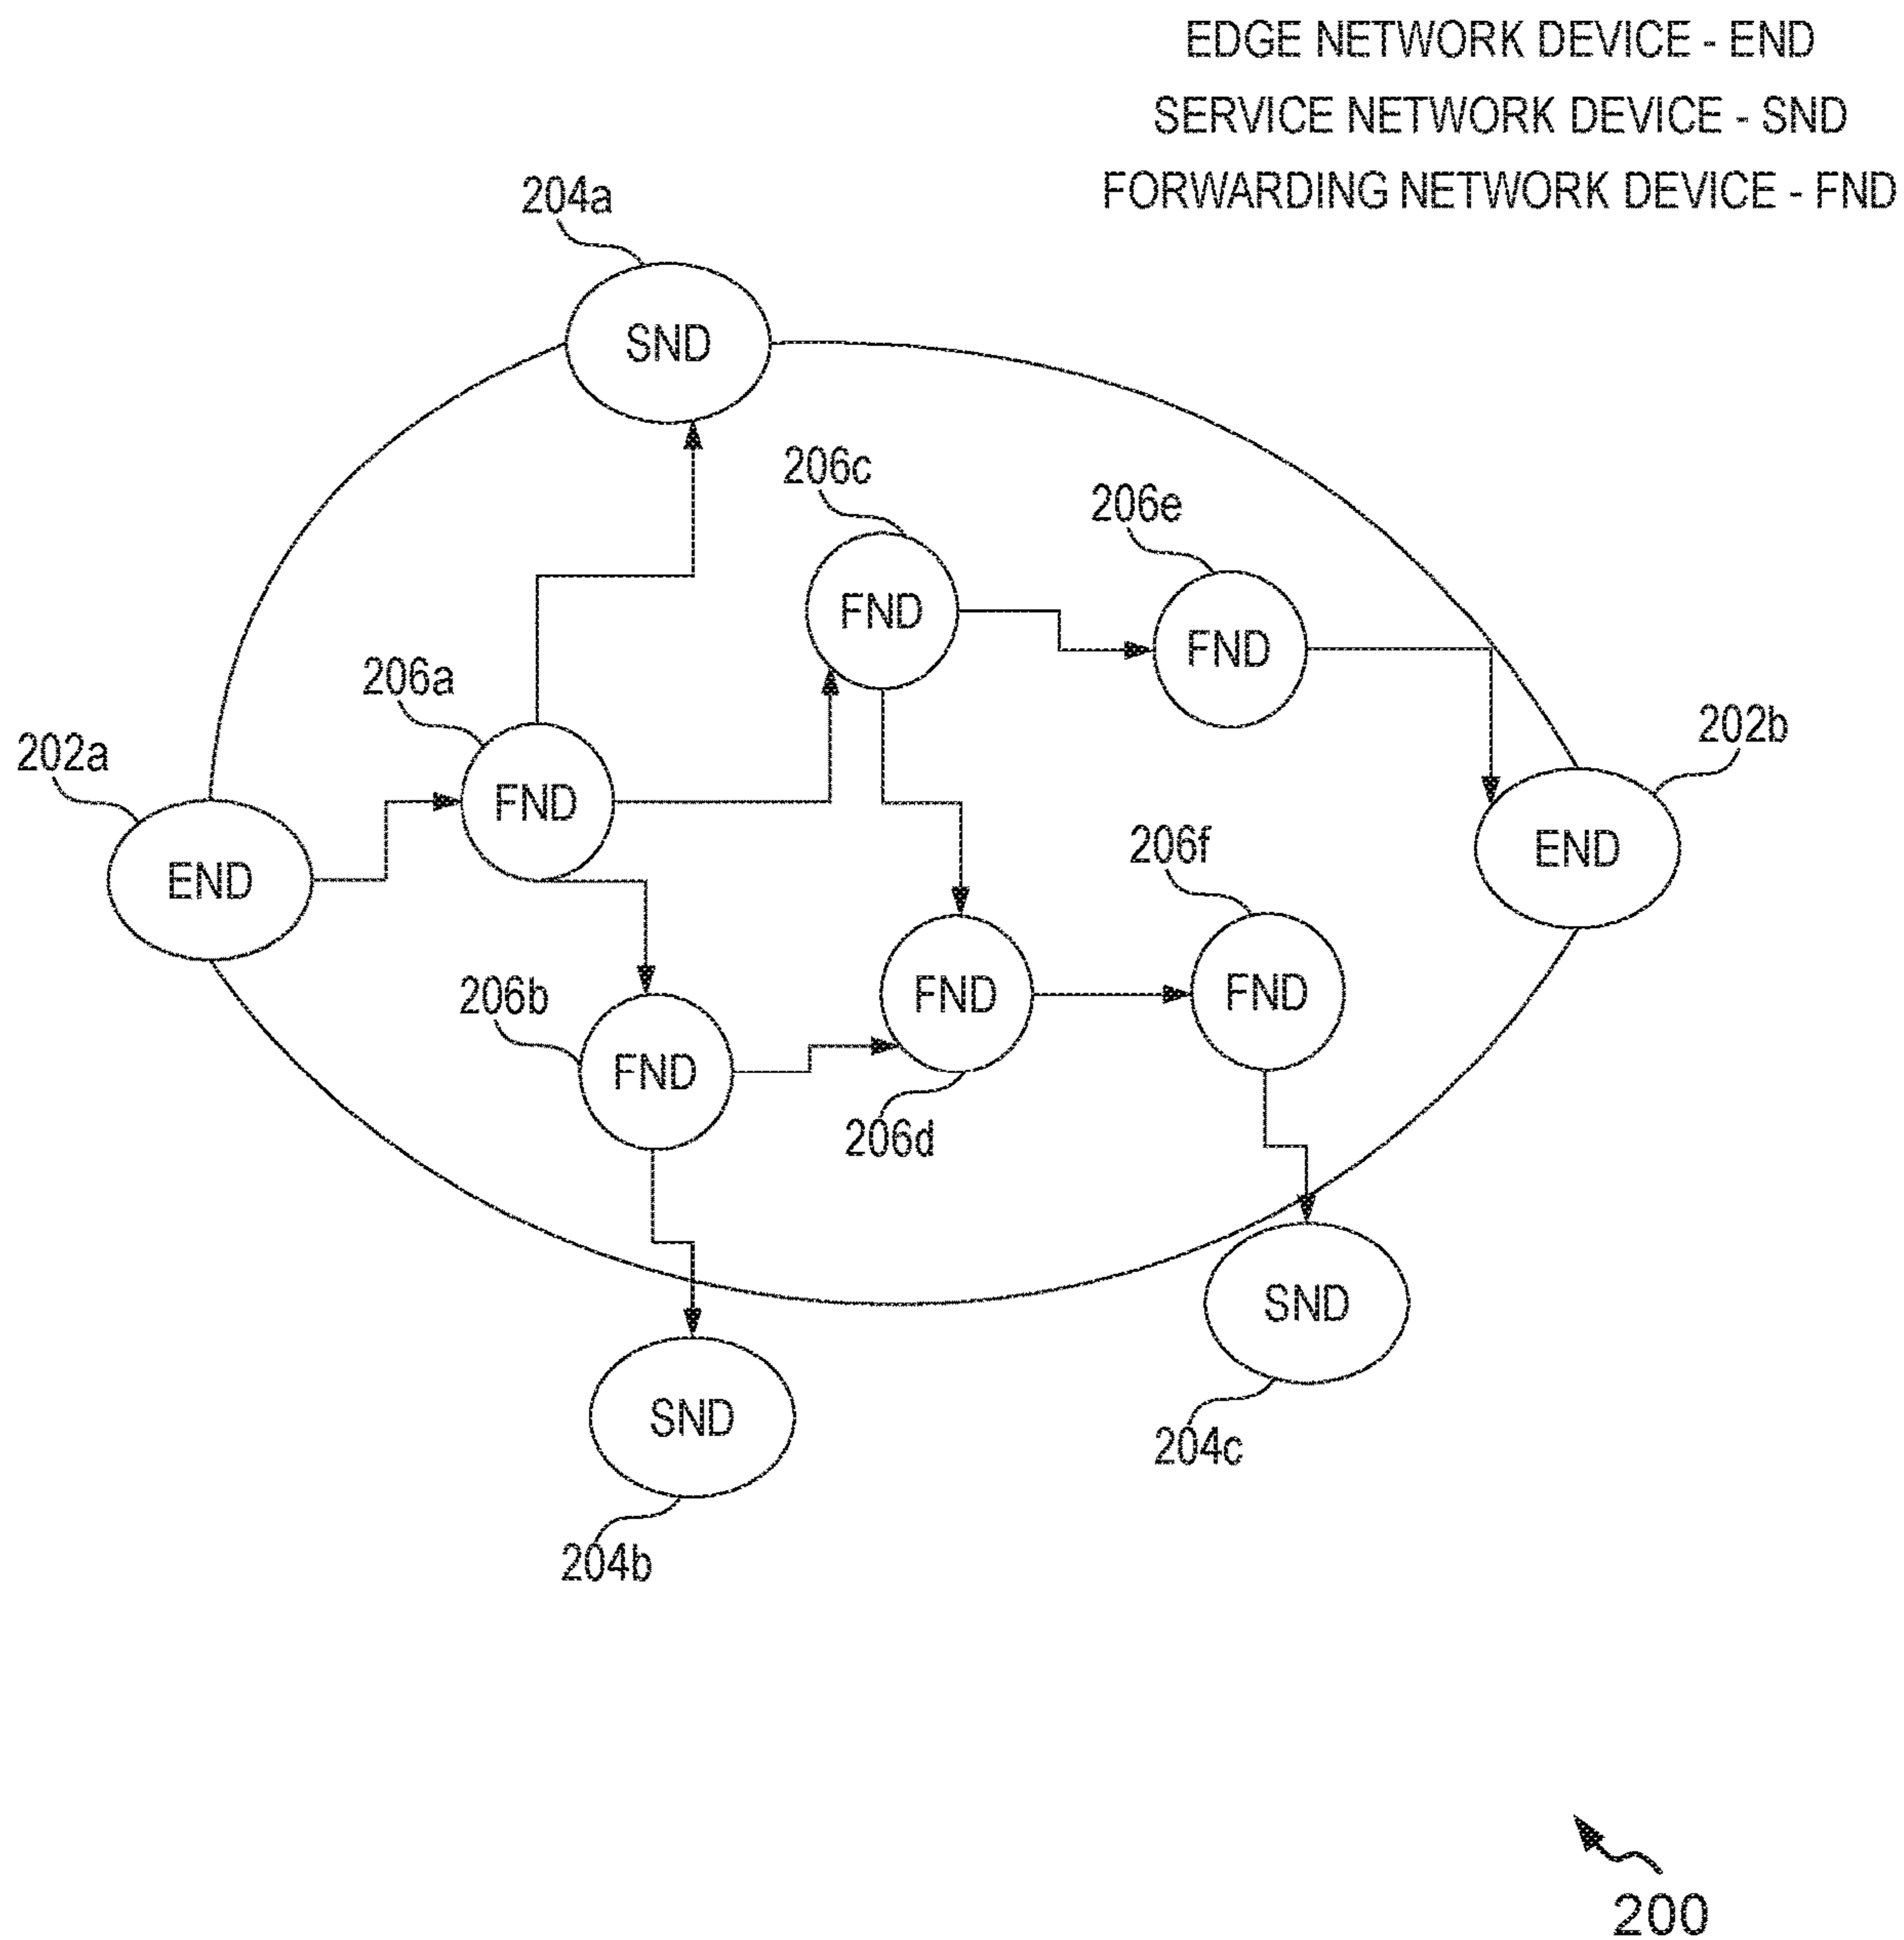 EDGE NETWORK DEVICE - END
SERVICE NETWORK DEVICE - SND
FORWARDING NETWORK DEVICE - FND
204a
SND
206c
206e
FND
FND
206a
202a
202b
FND
END
END
206f
206b
FND
FND
FND
206d
SND
204c
SND
204b
200